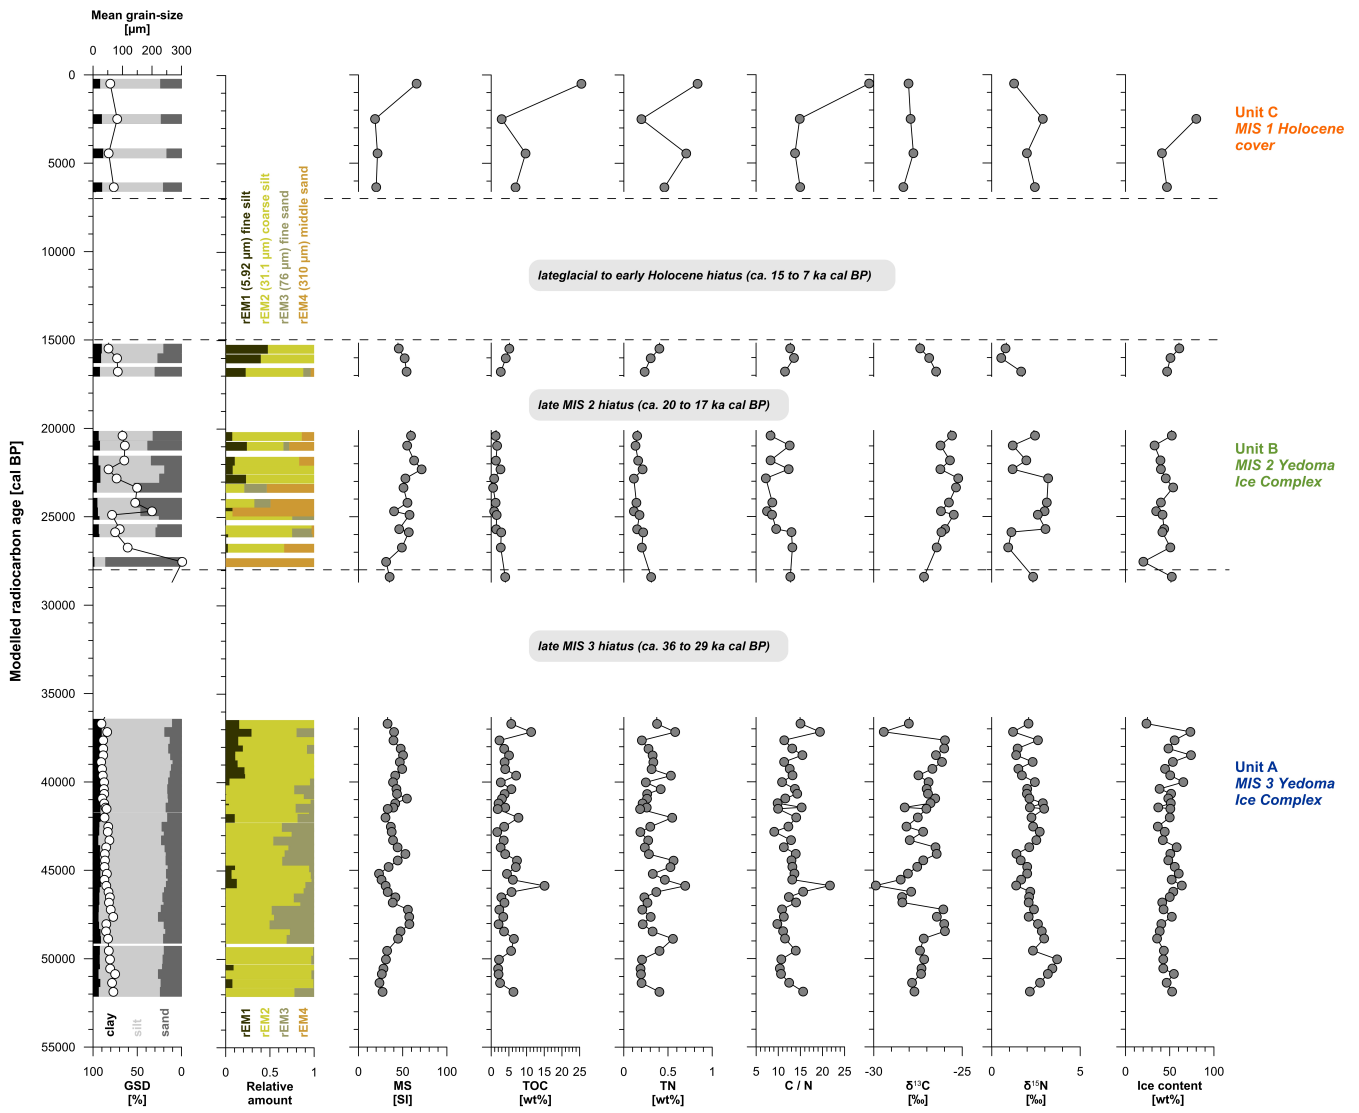 Mean grain-size
[µm]
0 100 200 300
Modelled radiocarbon age [cal BP]
0
5000
10000
15000
20000
25000
30000
35000
40000
45000
50000
55000
rEM1 (5.92 µm) fine silt
rEM2 (31.1 µm) coarse silt
rEM3 (76 µm) fine sand
rEM4 (310 µm) middle sand
Unit C
MIS 1 Holocene
cover
lateglacial to early Holocene hiatus (ca. 15 to 7 ka cal BP)
late MIS 2 hiatus (ca. 20 to 17 ka cal BP)
Unit B
MIS 2 Yedoma
Ice Complex
late MIS 3 hiatus (ca. 36 to 29 ka cal BP)
Unit A
MIS 3 Yedoma
Ice Complex
clay
silt
sand
rEM1
rEM2
rEM3
rEM4
100 50 0
GSD
[%]
0 0.5 1
Relative
amount
0 50 100
MS
[SI]
0 5 10 15 20 25
TOC
[wt%]
0 0.5 1
TN
[wt%]
5 10 15 20 25
C / N
-30 -25
δ¹³C
[‰]
0 5
δ¹⁵N
[‰]
0 50 100
Ice content
[wt%]